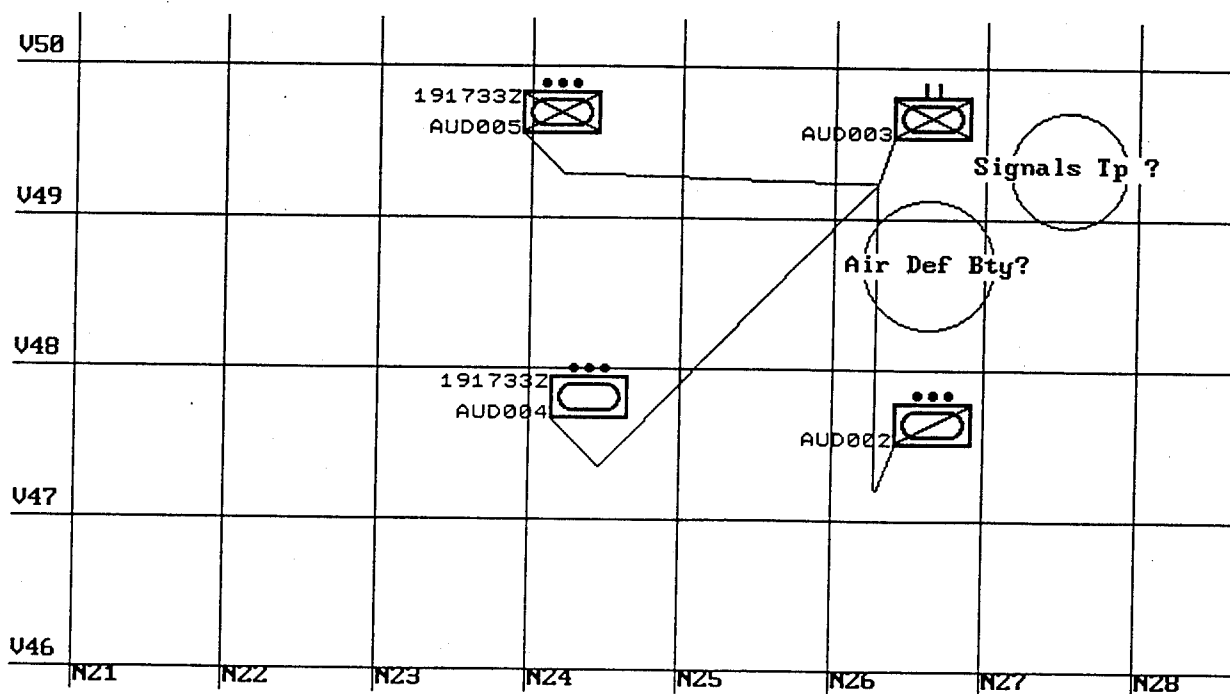 V50
191733Z
AUD005
AUD003
Signals Tp ?
V49
Air Def Bty?
V48
191733Z
AUD004
AUD002
V47
V46
N21
N22
N23
N24
N25
N26
N27
N28